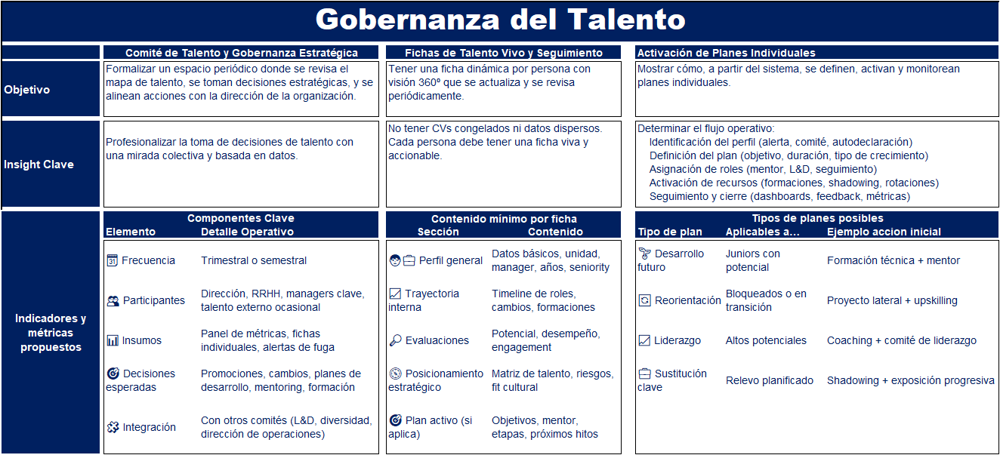 Gobernanza del Talento
Comité de Talento y Gobernanza Estratégica
Fichas de Talento Vivo y Seguimiento
Activación de Planes Individuales
Objetivo
Formalizar un espacio periódico donde se revisa el
mapa de talento, se toman decisiones estratégicas, y se
alinean acciones con la dirección de la organización.
Tener una ficha dinámica por persona con
visión 360º que se actualiza y se revisa
periódicamente.
Mostrar cómo, a partir del sistema, se definen, activan y monitorean
planes individuales.
Insight Clave
Profesionalizar la toma de decisiones de talento con
una mirada colectiva y basada en datos.
No tener CVs congelados ni datos dispersos.
Cada persona debe tener una ficha viva y
accionable.
Determinar el flujo operativo:
Identificación del perfil (alerta, comité, autodeclaración)
Definición del plan (objetivo, duración, tipo de crecimiento)
Asignación de roles (mentor, L&D, seguimiento)
Activación de recursos (formaciones, shadowing, rotaciones)
Seguimiento y cierre (dashboards, feedback, métricas)
Indicadores y
métricas
propuestos
Componentes Clave
Elemento Detalle Operativo
Frecuencia Trimestral o semestral
Participantes
Dirección, RRHH, managers clave,
talento externo ocasional
Insumos
Panel de métricas, fichas
individuales, alertas de fuga
Decisiones
esperadas
Promociones, cambios, planes de
desarrollo, mentoring, formación
Integración
Con otros comités (L&D, diversidad,
dirección de operaciones)
Contenido mínimo por ficha
Sección Contenido
Perfil general
Datos básicos, unidad,
manager, años, seniority
Trayectoria
interna
Timeline de roles,
cambios, formaciones
Evaluaciones
Potencial, desempeño,
engagement
Posicionamiento
estratégico
Matriz de talento, riesgos,
fit cultural
Plan activo (si
aplica)
Objetivos, mentor,
etapas, próximos hitos
Tipos de planes posibles
Tipo de plan Aplicables a… Ejemplo accion inicial
Desarrollo
futuro
Juniors con
potencial
Formación técnica + mentor
Reorientación
Bloqueados o en
transición
Proyecto lateral + upskilling
Liderazgo Altos potenciales Coaching + comité de liderazgo
Sustitución
clave
Relevo planificado
Shadowing + exposición progresiva